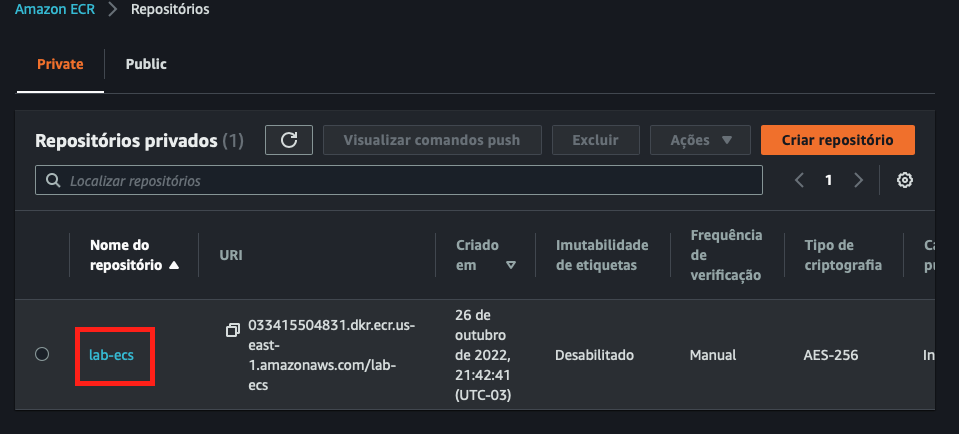 Amazon ECR > Repositórios
Private
Public
Repositórios privados (1)
Visualizar comandos push
Excluir
Ações
Criar repositório
Localizar repositórios
1
Nome do
repositório
URI
Criado
em
Imutabilidade
de etiquetas
Frequência
de
verificação
Tipo de
criptografia
Ca
pu
lab-ecs
033415504831.dkr.ecr.us-
east-
1.amazonaws.com/lab-
ecs
26 de
outubro
de 2022,
21:42:41
(UTC-03)
Desabilitado
Manual
AES-256
In